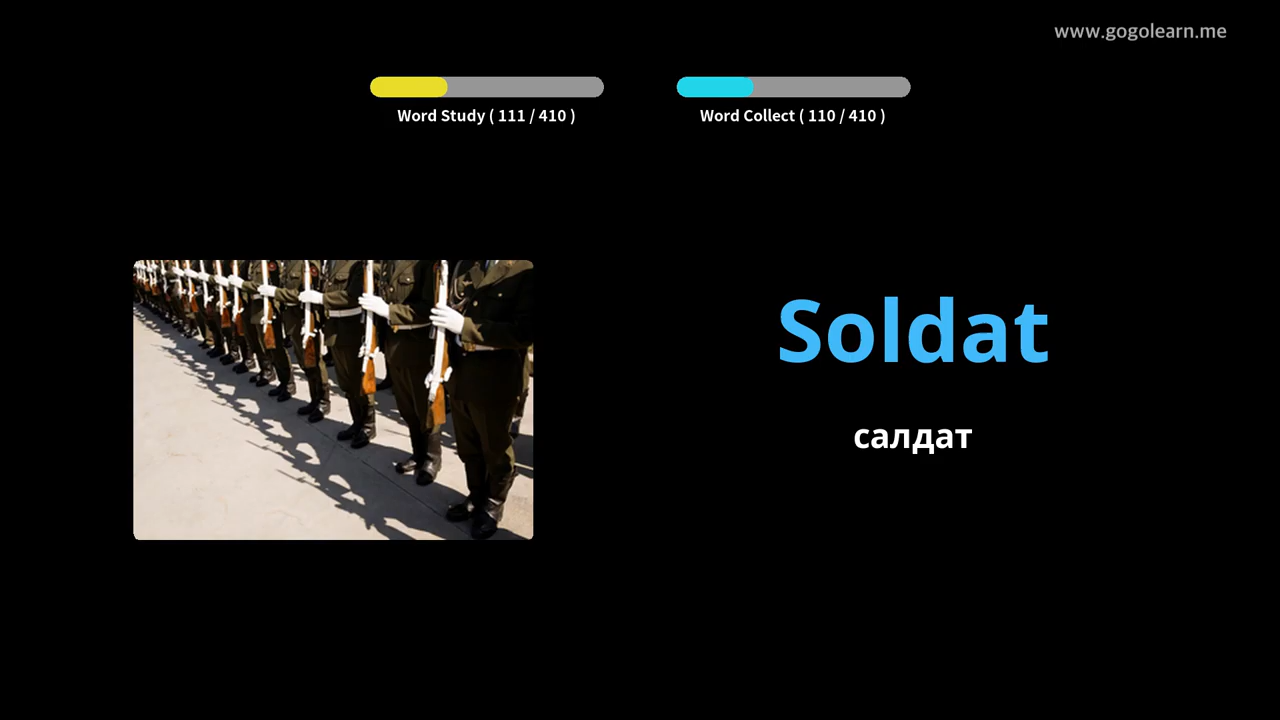 www.gogolearn.me
Word Study ( 111 / 410 )
Word Collect ( 110 / 410 )
Soldat
салдат